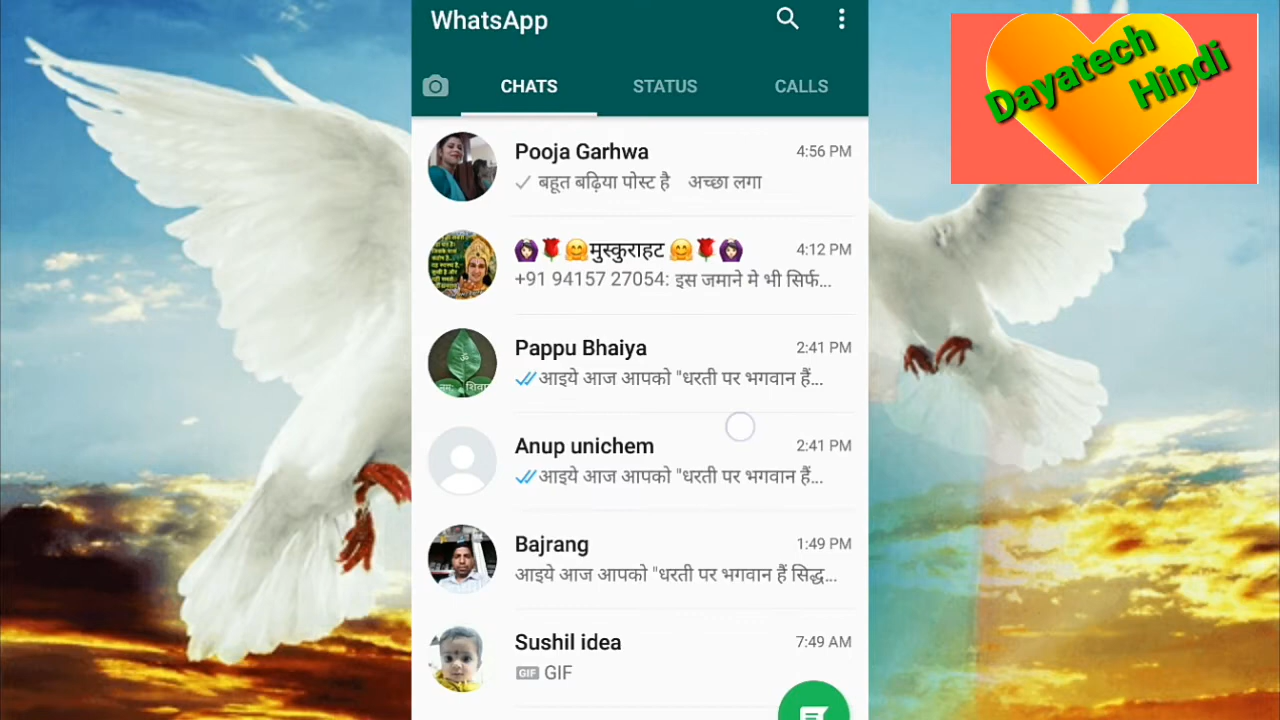 WhatsApp
Dayatech
Hindi
CHATS STATUS CALLS
Pooja Garhwa 4:56 PM
बहूत बढ़िया पोस्ट है अच्छा लगा
मुस्कुराहट 4:12 PM
+91 94157 27054: इस जमाने मे भी सिर्फ...
Pappu Bhaiya 2:41 PM
आइये आज आपको "धरती पर भगवान हैं...
ॐ
नमः शिवाय
Anup unichem 2:41 PM
आइये आज आपको "धरती पर भगवान हैं...
Bajrang 1:49 PM
आइये आज आपको "धरती पर भगवान हैं सिद्ध...
Sushil idea 7:49 AM
GIF GIF